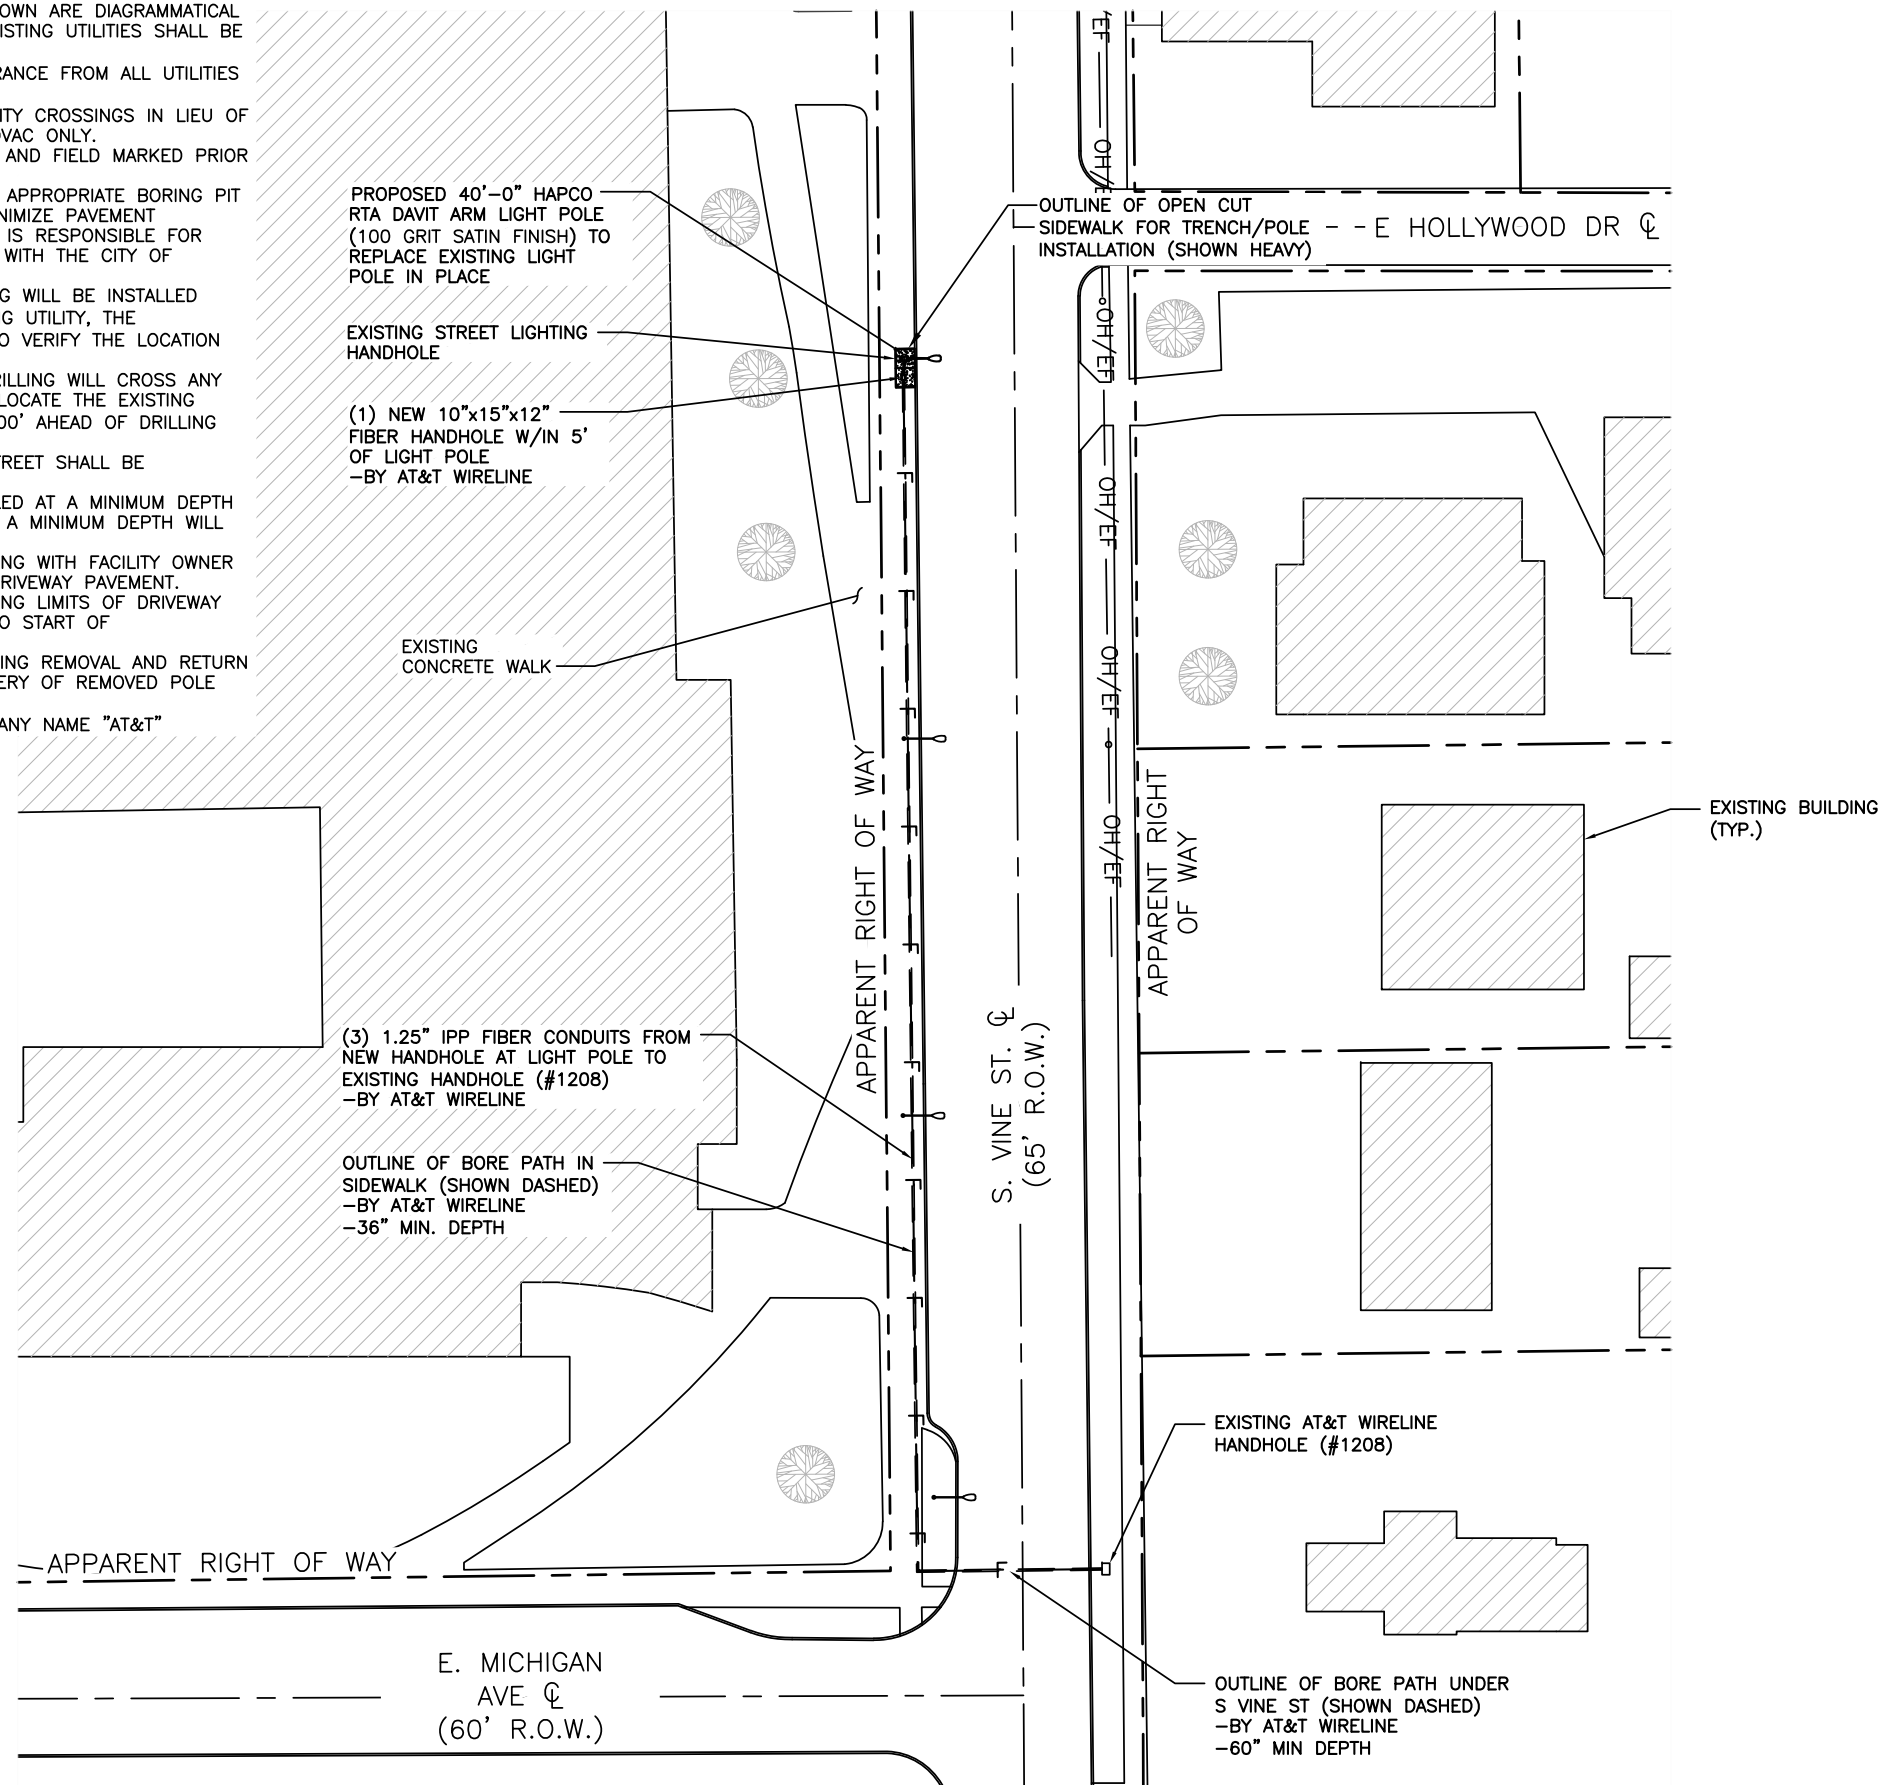 OWN ARE DIAGRAMMATICAL
ISTING UTILITIES SHALL BE
RANCE FROM ALL UTILITIES
ITY CROSSINGS IN LIEU OF
OVAC ONLY.
AND FIELD MARKED PRIOR
APPROPRIATE BORING PIT
NIMIZE PAVEMENT
IS RESPONSIBLE FOR
WITH THE CITY OF
G WILL BE INSTALLED
NG UTILITY, THE
O VERIFY THE LOCATION
RILLING WILL CROSS ANY
LOCATE THE EXISTING
00' AHEAD OF DRILLING
TREET SHALL BE
LED AT A MINIMUM DEPTH
A MINIMUM DEPTH WILL
ING WITH FACILITY OWNER
RIVEWAY PAVEMENT.
ING LIMITS OF DRIVEWAY
O START OF
ING REMOVAL AND RETURN
ERY OF REMOVED POLE
ANY NAME "AT&T"
PROPOSED 40'-0" HAPCO
RTA DAVIT ARM LIGHT POLE
(100 GRIT SATIN FINISH) TO
REPLACE EXISTING LIGHT
POLE IN PLACE
EXISTING STREET LIGHTING
HANDHOLE
(1) NEW 10"x15"x12"
FIBER HANDHOLE W/IN 5'
OF LIGHT POLE
-BY AT&T WIRELINE
EXISTING
CONCRETE WALK
(3) 1.25" IPP FIBER CONDUITS FROM
NEW HANDHOLE AT LIGHT POLE TO
EXISTING HANDHOLE (#1208)
-BY AT&T WIRELINE
OUTLINE OF BORE PATH IN
SIDEWALK (SHOWN DASHED)
-BY AT&T WIRELINE
-36" MIN. DEPTH
APPARENT RIGHT OF WAY
APPARENT RIGHT OF WAY
E. MICHIGAN
AVE ℄
(60' R.O.W.)
S. VINE ST. ℄
(65' R.O.W.)
OUTLINE OF OPEN CUT
SIDEWALK FOR TRENCH/POLE
INSTALLATION (SHOWN HEAVY)
E HOLLYWOOD DR ℄
OH/E
OH/EF
OH/EF
OH/EF
OH/EF
F
F
F
F
F
F
F
F
F
F
F
APPARENT RIGHT
OF WAY
EXISTING BUILDING
(TYP.)
EXISTING AT&T WIRELINE
HANDHOLE (#1208)
OUTLINE OF BORE PATH UNDER
S VINE ST (SHOWN DASHED)
-BY AT&T WIRELINE
-60" MIN DEPTH